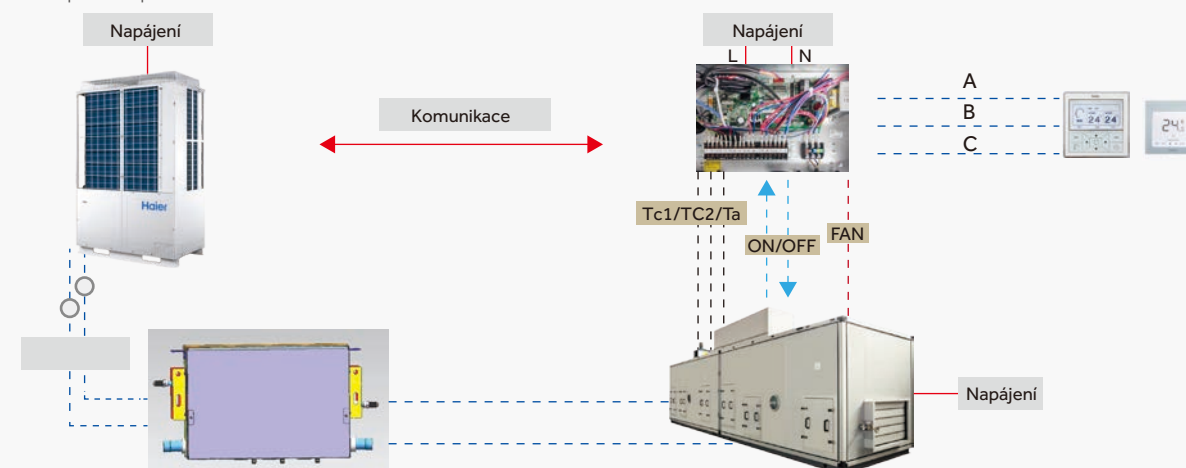 Napájení
Napájení
L N
A
Komunikace
B
C
Haier
Tc1/TC2/Ta
FAN
ON/OFF
Napájení